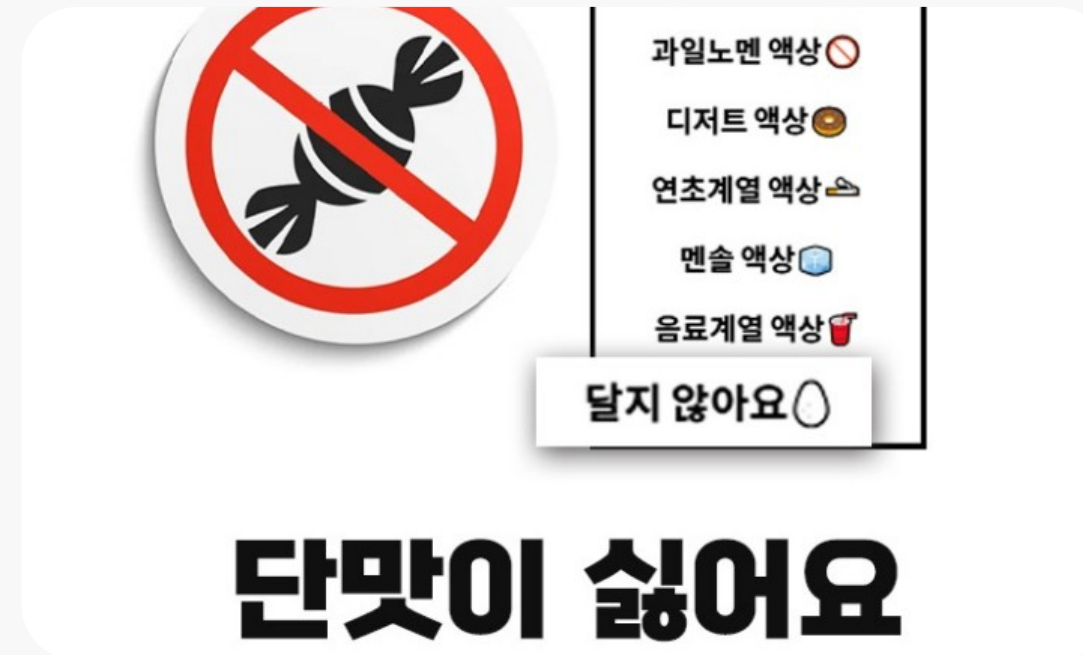 과일노멘 액상🚫
디저트 액상🍩
연초계열 액상🚬
멘솔 액상🧊
음료계열 액상🥤
달지 않아요🥚
단맛이 싫어요